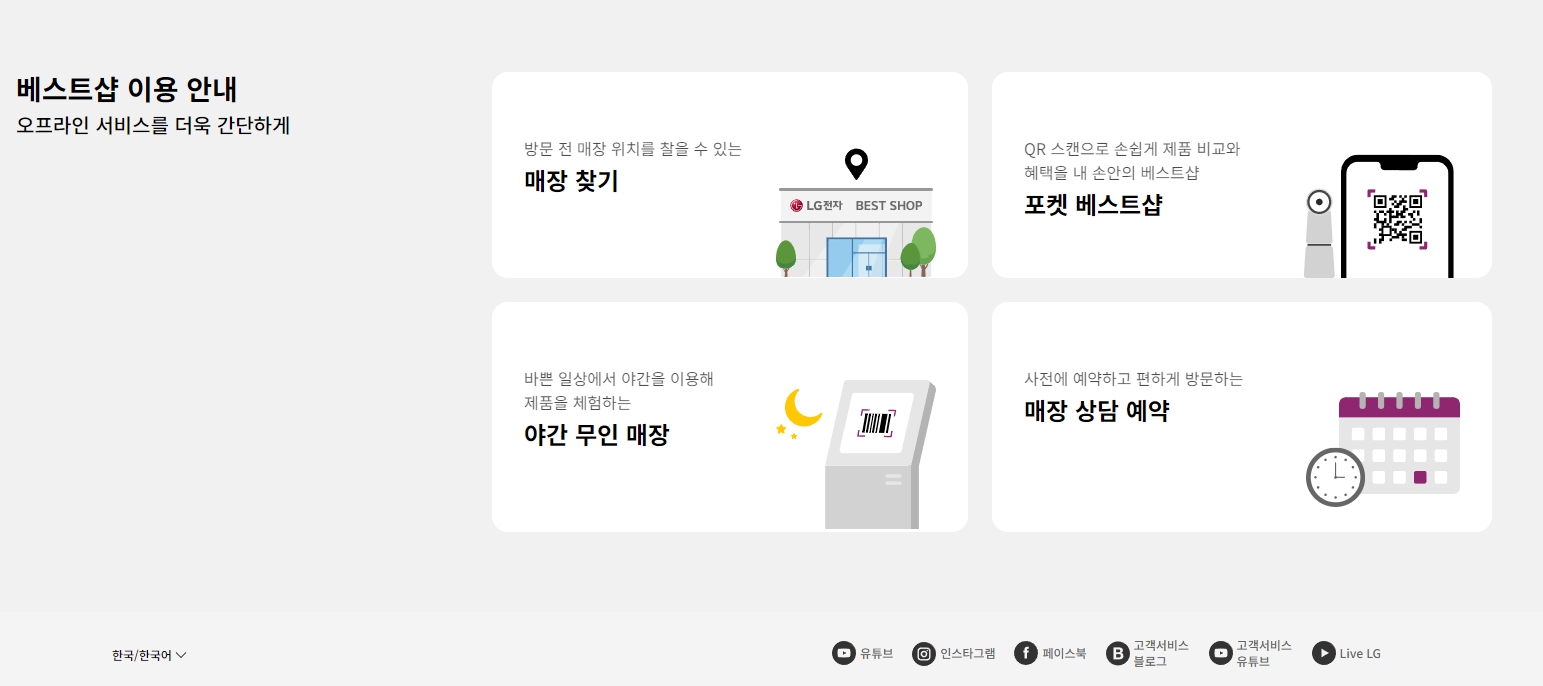 베스트샵 이용 안내
오프라인 서비스를 더욱 간단하게
방문 전 매장 위치를 찾을 수 있는
매장 찾기
LG전자 BEST SHOP
QR 스캔으로 손쉽게 제품 비교와
혜택을 내 손안의 베스트샵
포켓 베스트샵
바쁜 일상에서 야간을 이용해
제품을 체험하는
야간 무인 매장
사전에 예약하고 편하게 방문하는
매장 상담 예약
한국/한국어
유튜브
인스타그램
페이스북
고객서비스
블로그
고객서비스
유튜브
Live LG